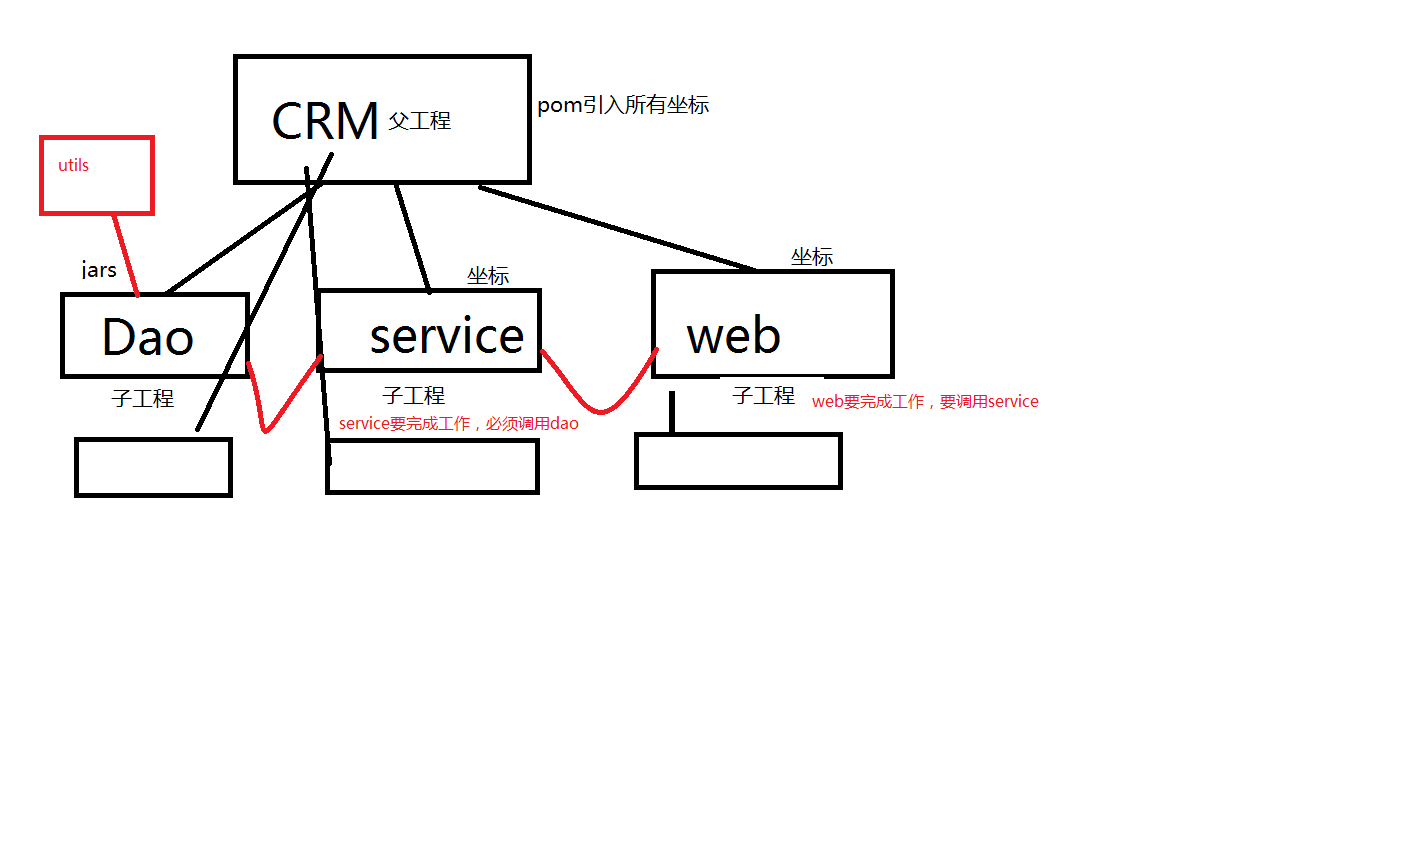 CRM 父工程
pom引入所有坐标
utils
jars
坐标
坐标
Dao
service
web
子工程
子工程
子工程
web要完成工作，要调用service
service要完成工作，必须调用dao